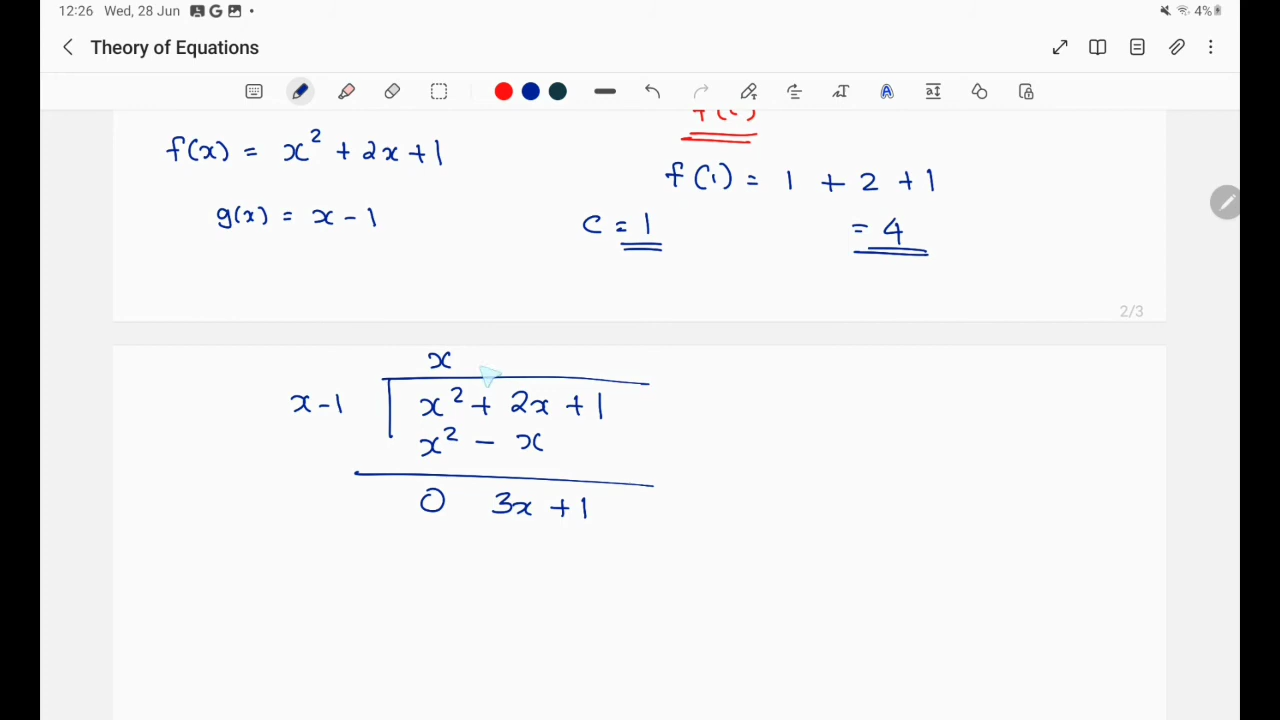 12:26 Wed, 28 Jun
4%
Theory of Equations
f(x) = x² + 2x + 1
f(1) = 1 + 2 + 1
g(x) = x - 1
c = 1
= 4
2/3
x
x - 1
x² + 2x + 1
x² - x
0 3x + 1